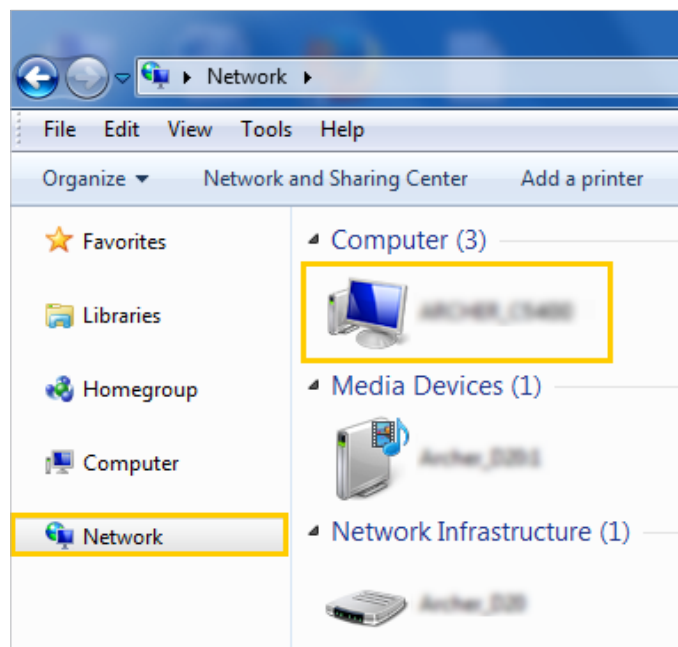 Network
File Edit View Tools Help
Organize Network and Sharing Center Add a printer
Favorites
Computer (3)
Libraries
Homegroup
Media Devices (1)
Computer
Network
Network Infrastructure (1)